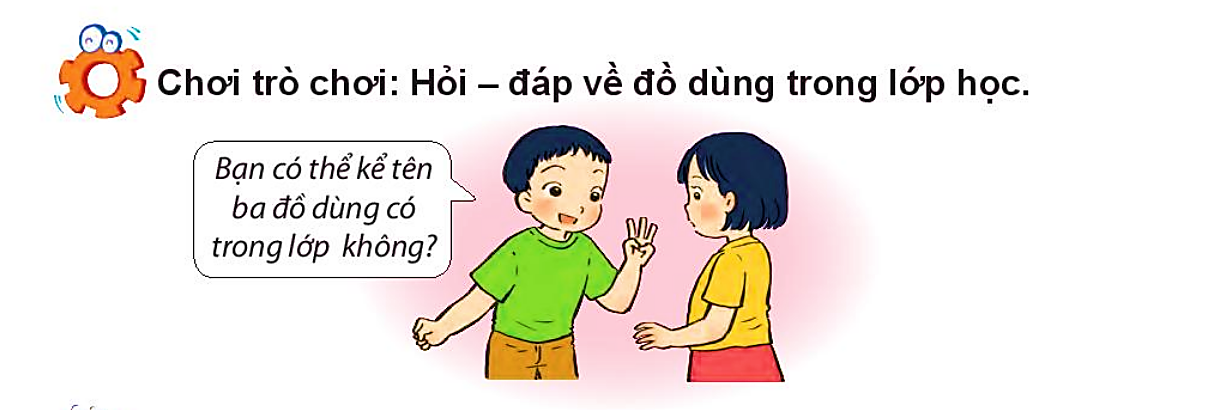 Chơi trò chơi: Hỏi – đáp về đồ dùng trong lớp học.
Bạn có thể kể tên
ba đồ dùng có
trong lớp không?